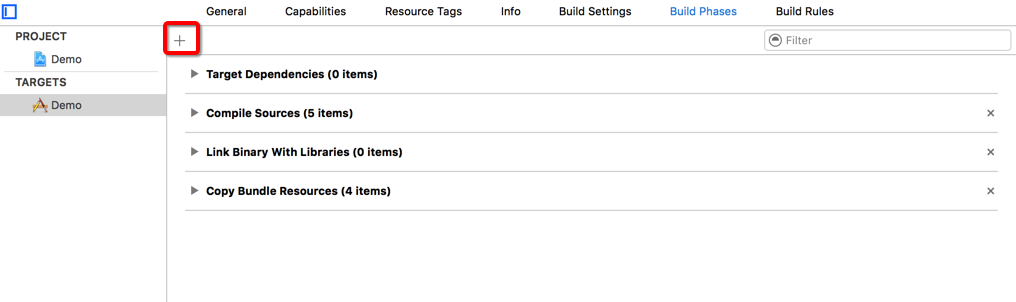 General Capabilities Resource Tags Info Build Settings Build Phases Build Rules
PROJECT
Demo
TARGETS
Demo
+
Filter
Target Dependencies (0 items)
Compile Sources (5 items)
Link Binary With Libraries (0 items)
Copy Bundle Resources (4 items)